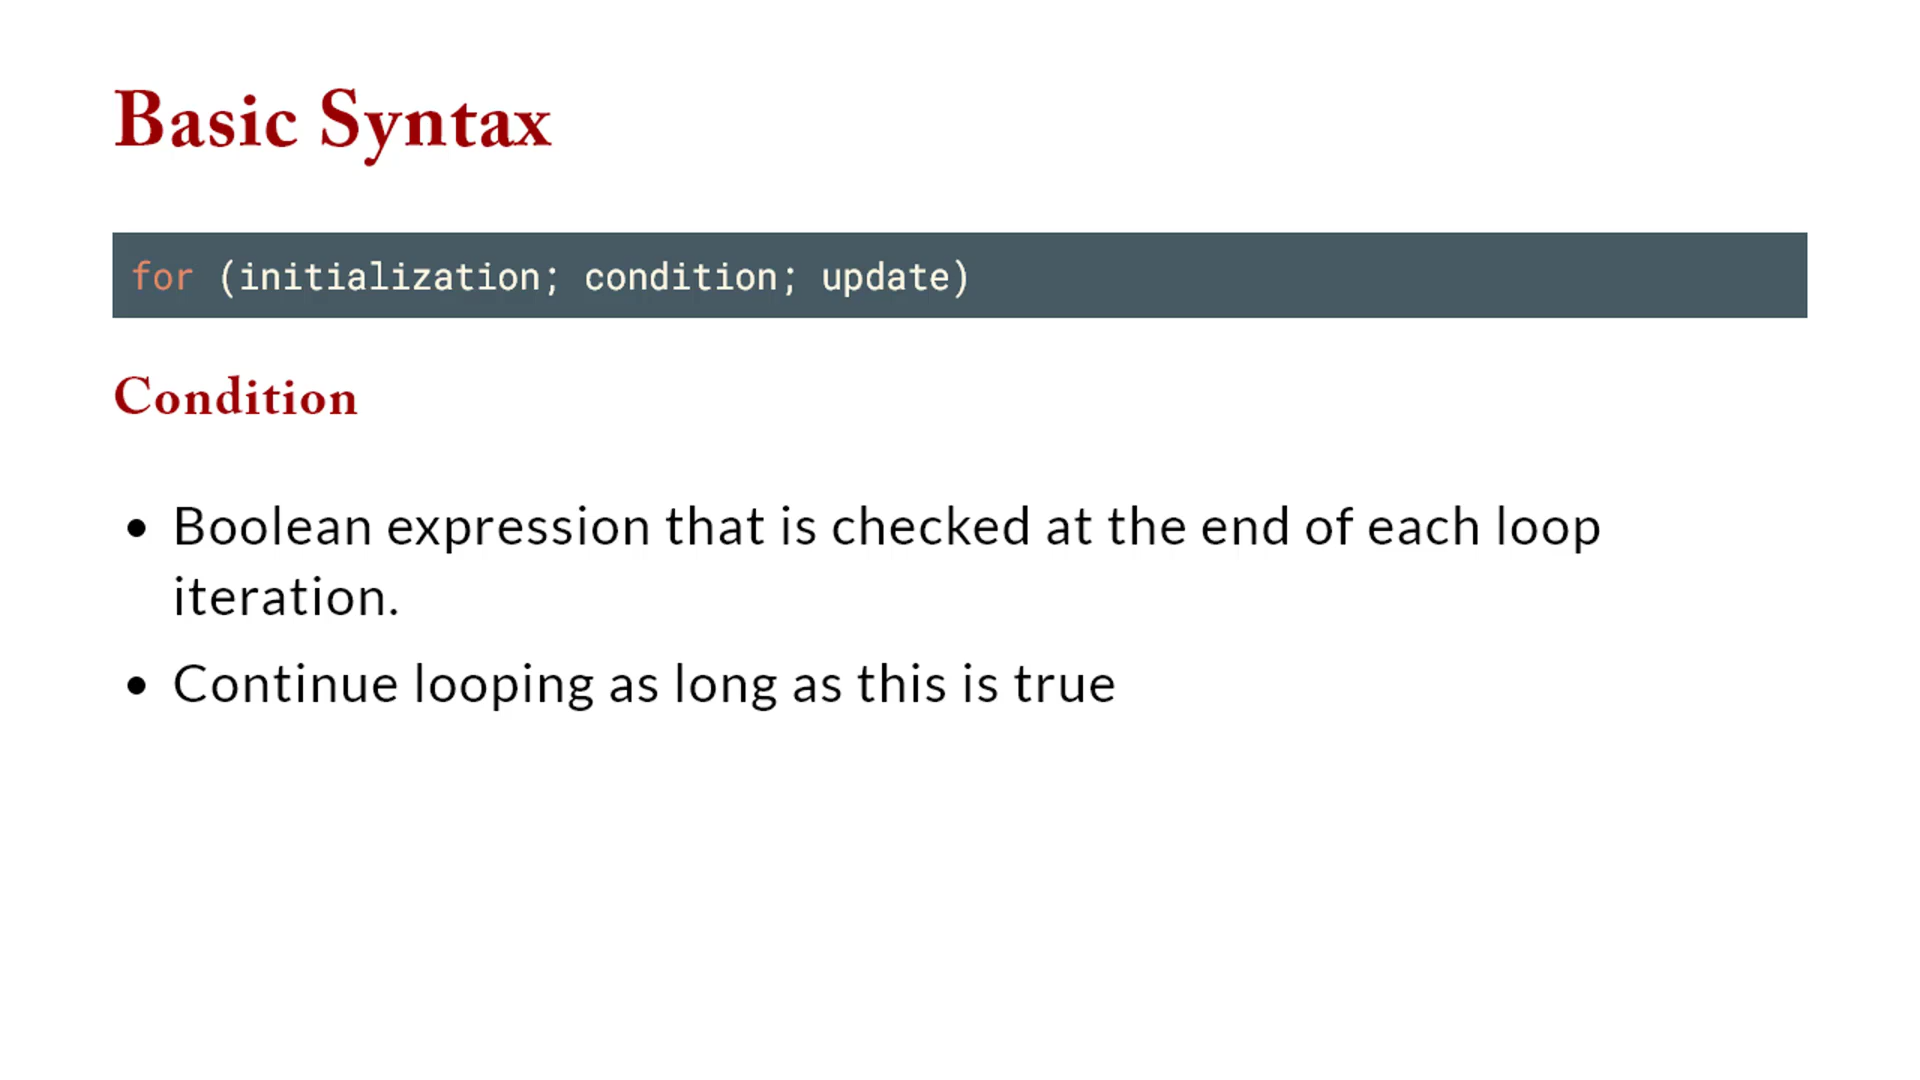 Basic Syntax
for (initialization; condition; update)
Condition
• Boolean expression that is checked at the end of each loop
iteration.
• Continue looping as long as this is true